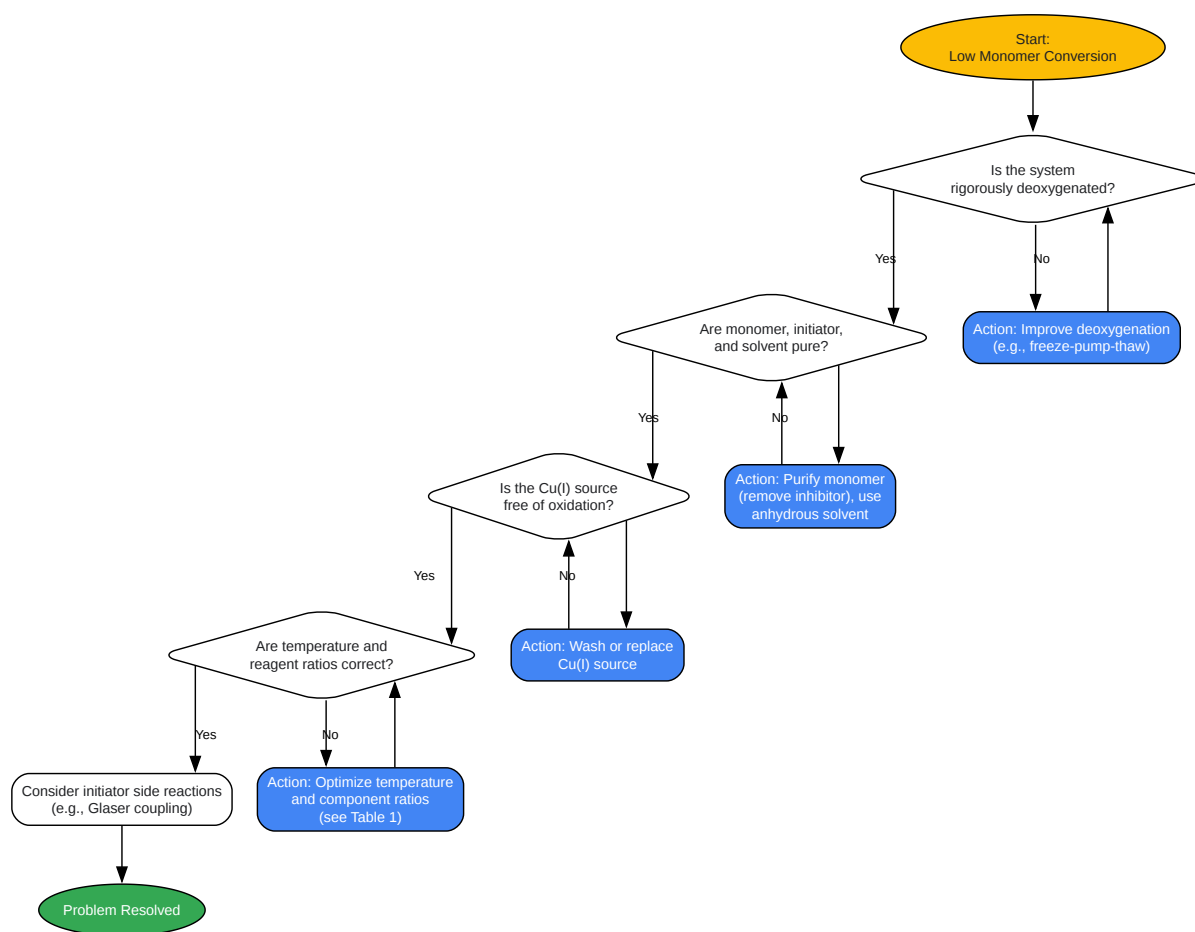 Start:
Low Monomer Conversion
Is the system
rigorously deoxygenated?
Yes
No
Are monomer, initiator,
and solvent pure?
Action: Improve deoxygenation
(e.g., freeze-pump-thaw)
Yes
No
Is the Cu(I) source
free of oxidation?
Action: Purify monomer
(remove inhibitor), use
anhydrous solvent
Yes
No
Are temperature and
reagent ratios correct?
Action: Wash or replace
Cu(I) source
Yes
No
Consider initiator side reactions
(e.g., Glaser coupling)
Action: Optimize temperature
and component ratios
(see Table 1)
Problem Resolved